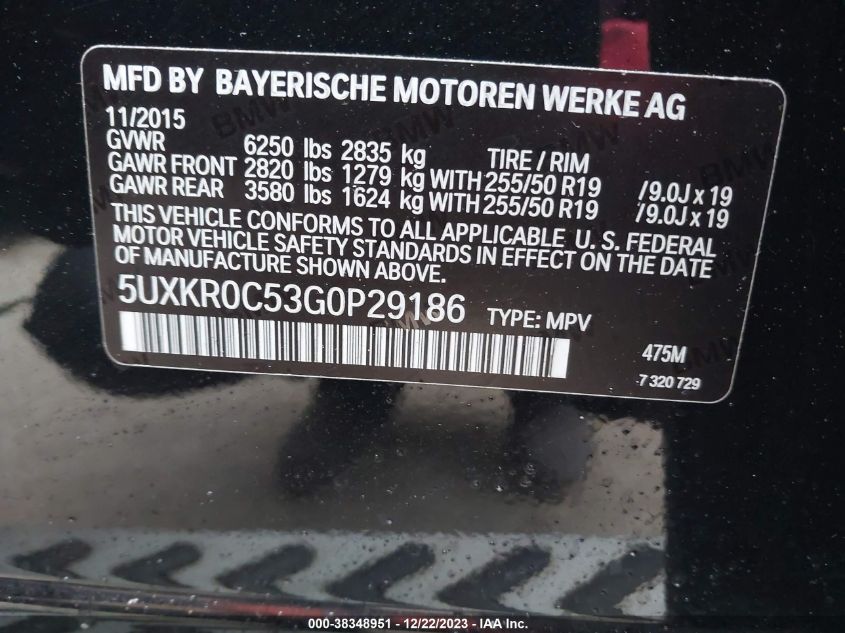 MFD BY BAYERISCHE MOTOREN WERKE AG
11/2015
GVWR 6250 lbs 2835 kg TIRE / RIM
GAWR FRONT 2820 lbs 1279 kg WITH 255/50 R19 /9.0J x 19
GAWR REAR 3580 lbs 1624 kg WITH 255/50 R19 /9.0J x 19
THIS VEHICLE CONFORMS TO ALL APPLICABLE U. S. FEDERAL
MOTOR VEHICLE SAFETY STANDARDS IN EFFECT ON THE DATE
OF MANUFACTURE SHOWN ABOVE.
5UXKR0C53G0P29186 TYPE: MPV
475M
7 320 729
000-38348951 - 12/22/2023 - IAA Inc.